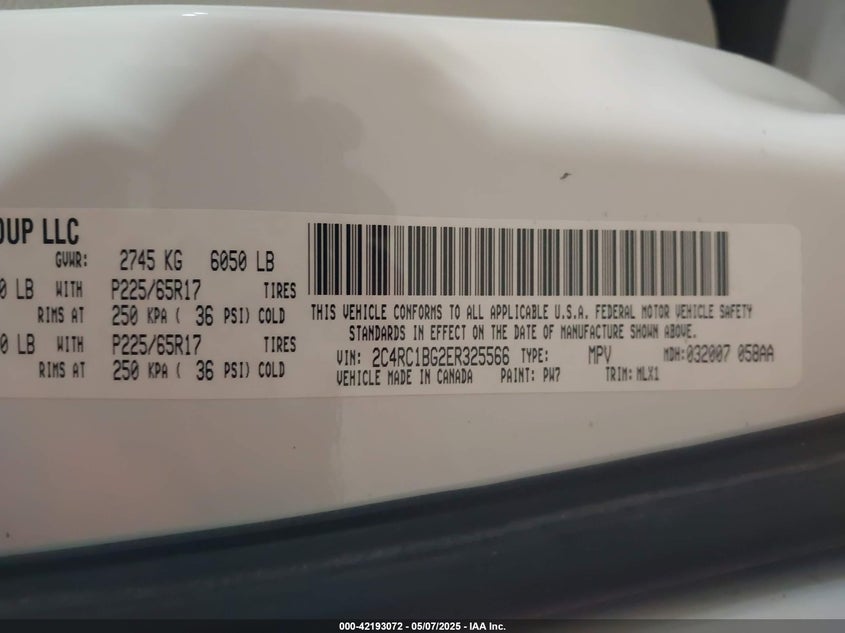 OUP LLC
GVWR: 2745 KG 6050 LB
0 LB WITH P225/65R17 TIRES
RIMS AT 250 KPA ( 36 PSI) COLD
0 LB WITH P225/65R17 TIRES
RIMS AT 250 KPA ( 36 PSI) COLD
THIS VEHICLE CONFORMS TO ALL APPLICABLE U.S.A. FEDERAL MOTOR VEHICLE SAFETY
STANDARDS IN EFFECT ON THE DATE OF MANUFACTURE SHOWN ABOVE.
VIN: 2C4RC1BG2ER325566 TYPE: MPV MDH: 032007 058AA
VEHICLE MADE IN CANADA PAINT: PW7 TRIM: MLX1
000-42193072 - 05/07/2025 - IAA Inc.